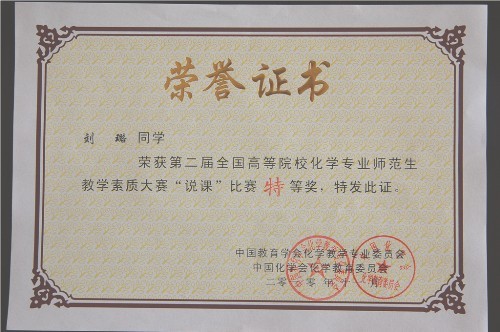 荣誉证书
刘 璐 同学
荣获第二届全国高等院校化学专业师范生
教学素质大赛“说课”比赛特等奖，特发此证。
中国教育学会化学教学专业委员会
中国化学会化学教育委员会